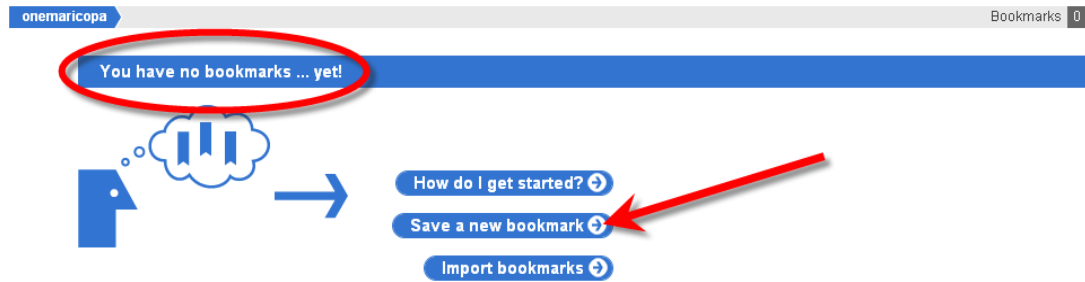 onemaricopa
Bookmarks 0
You have no bookmarks ... yet!
How do I get started?
Save a new bookmark
Import bookmarks